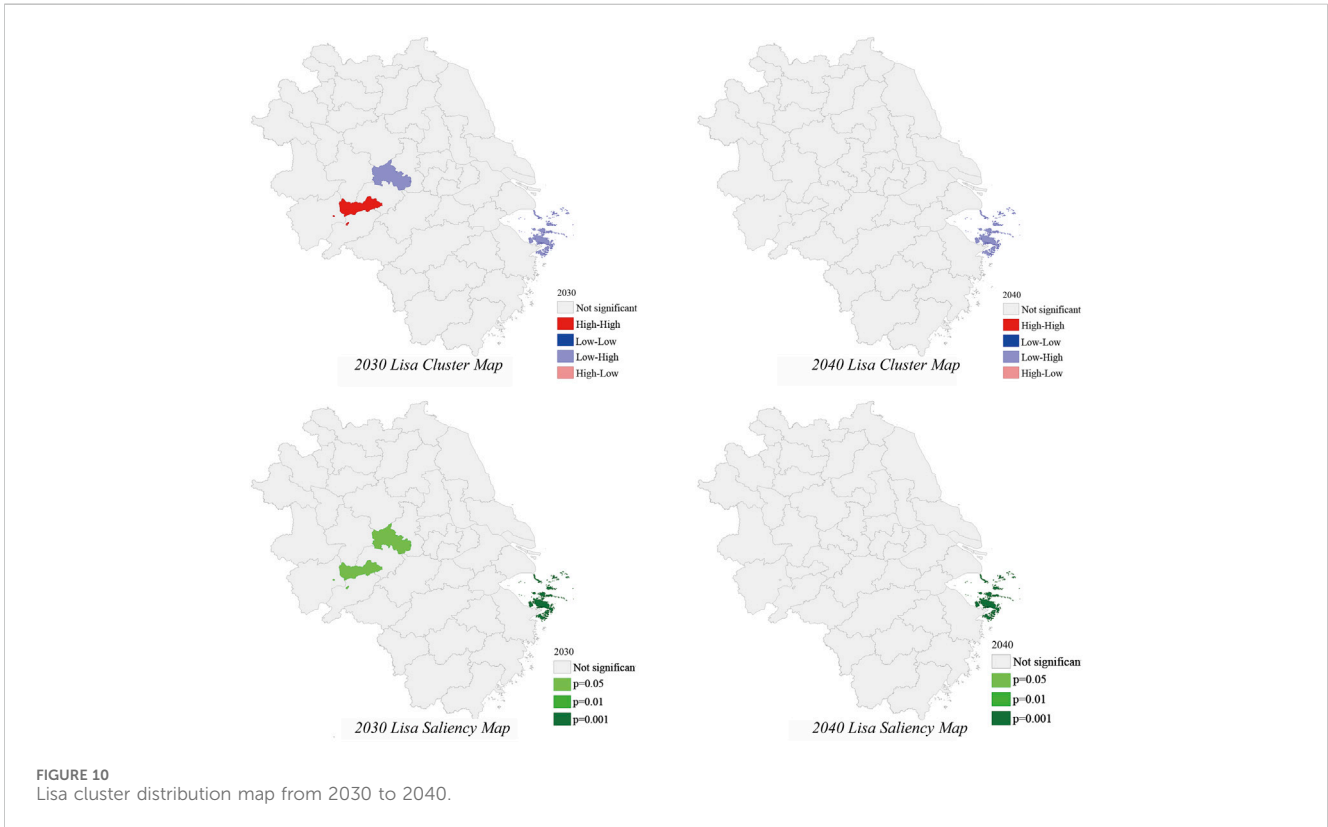 2030
Not significant
High-High
Low-Low
Low-High
High-Low
2030 Lisa Cluster Map
2040
Not significant
High-High
Low-Low
Low-High
High-Low
2040 Lisa Cluster Map
2030
Not significan
p=0.05
p=0.01
p=0.001
2030 Lisa Saliency Map
2040
Not significan
p=0.05
p=0.01
p=0.001
2040 Lisa Saliency Map
FIGURE 10
Lisa cluster distribution map from 2030 to 2040.